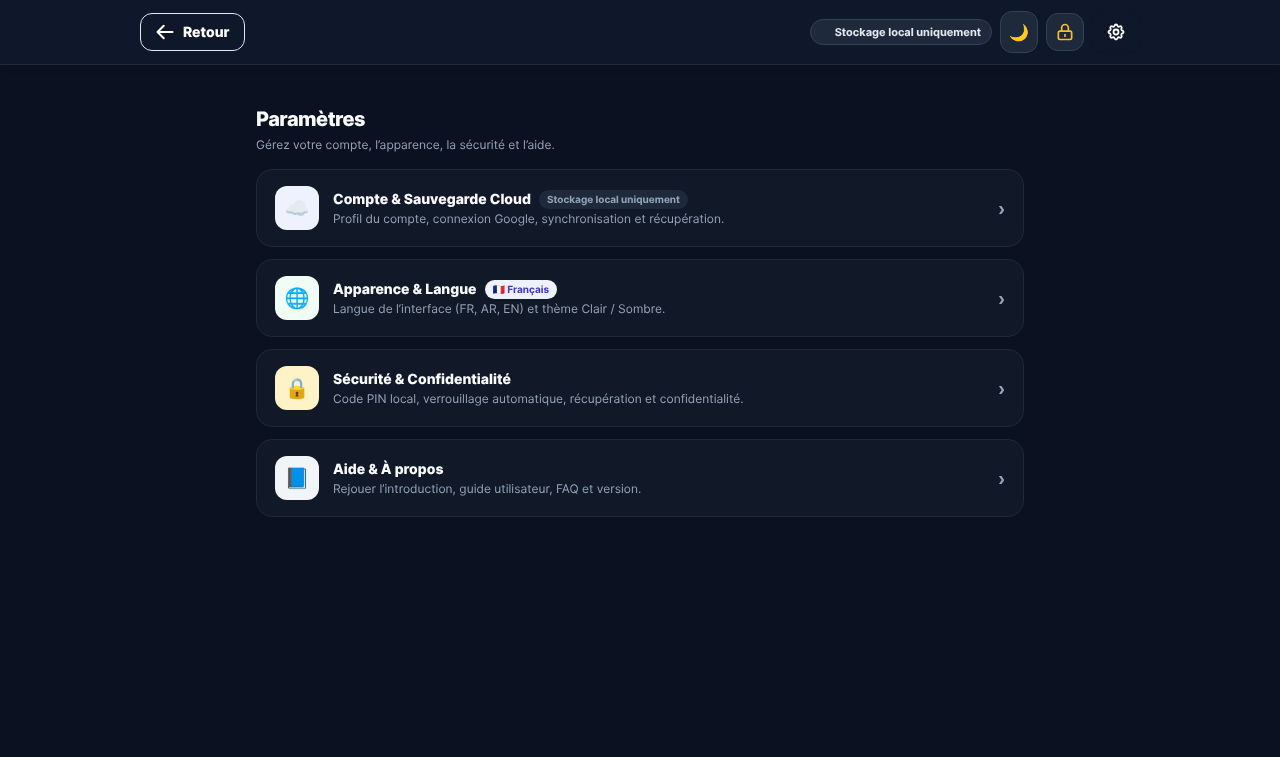 Retour
Stockage local uniquement
Paramètres
Gérez votre compte, l’apparence, la sécurité et l’aide.
Compte & Sauvegarde Cloud Stockage local uniquement
Profil du compte, connexion Google, synchronisation et récupération.
Apparence & Langue Français
Langue de l’interface (FR, AR, EN) et thème Clair / Sombre.
Sécurité & Confidentialité
Code PIN local, verrouillage automatique, récupération et confidentialité.
Aide & À propos
Rejouer l’introduction, guide utilisateur, FAQ et version.